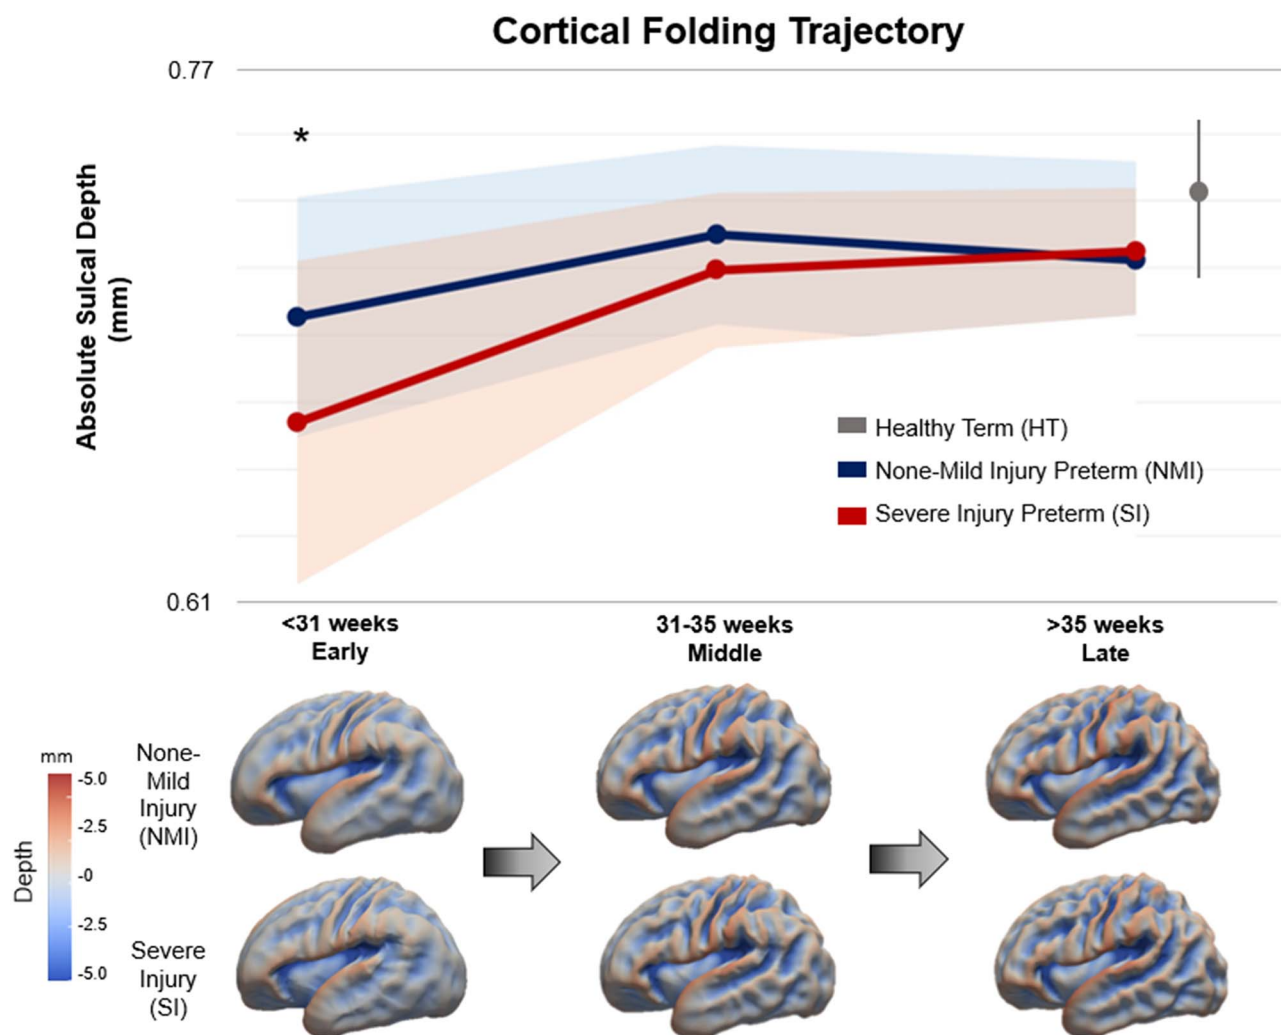 Cortical Folding Trajectory
0.77
*
Absolute Sulcal Depth
(mm)
Healthy Term (HT)
None-Mild Injury Preterm (NMI)
Severe Injury Preterm (SI)
0.61
<31 weeks
Early
31-35 weeks
Middle
>35 weeks
Late
mm
-5.0
-2.5
-0
-2.5
-5.0
Depth
None-
Mild
Injury
(NMI)
Severe
Injury
(SI)